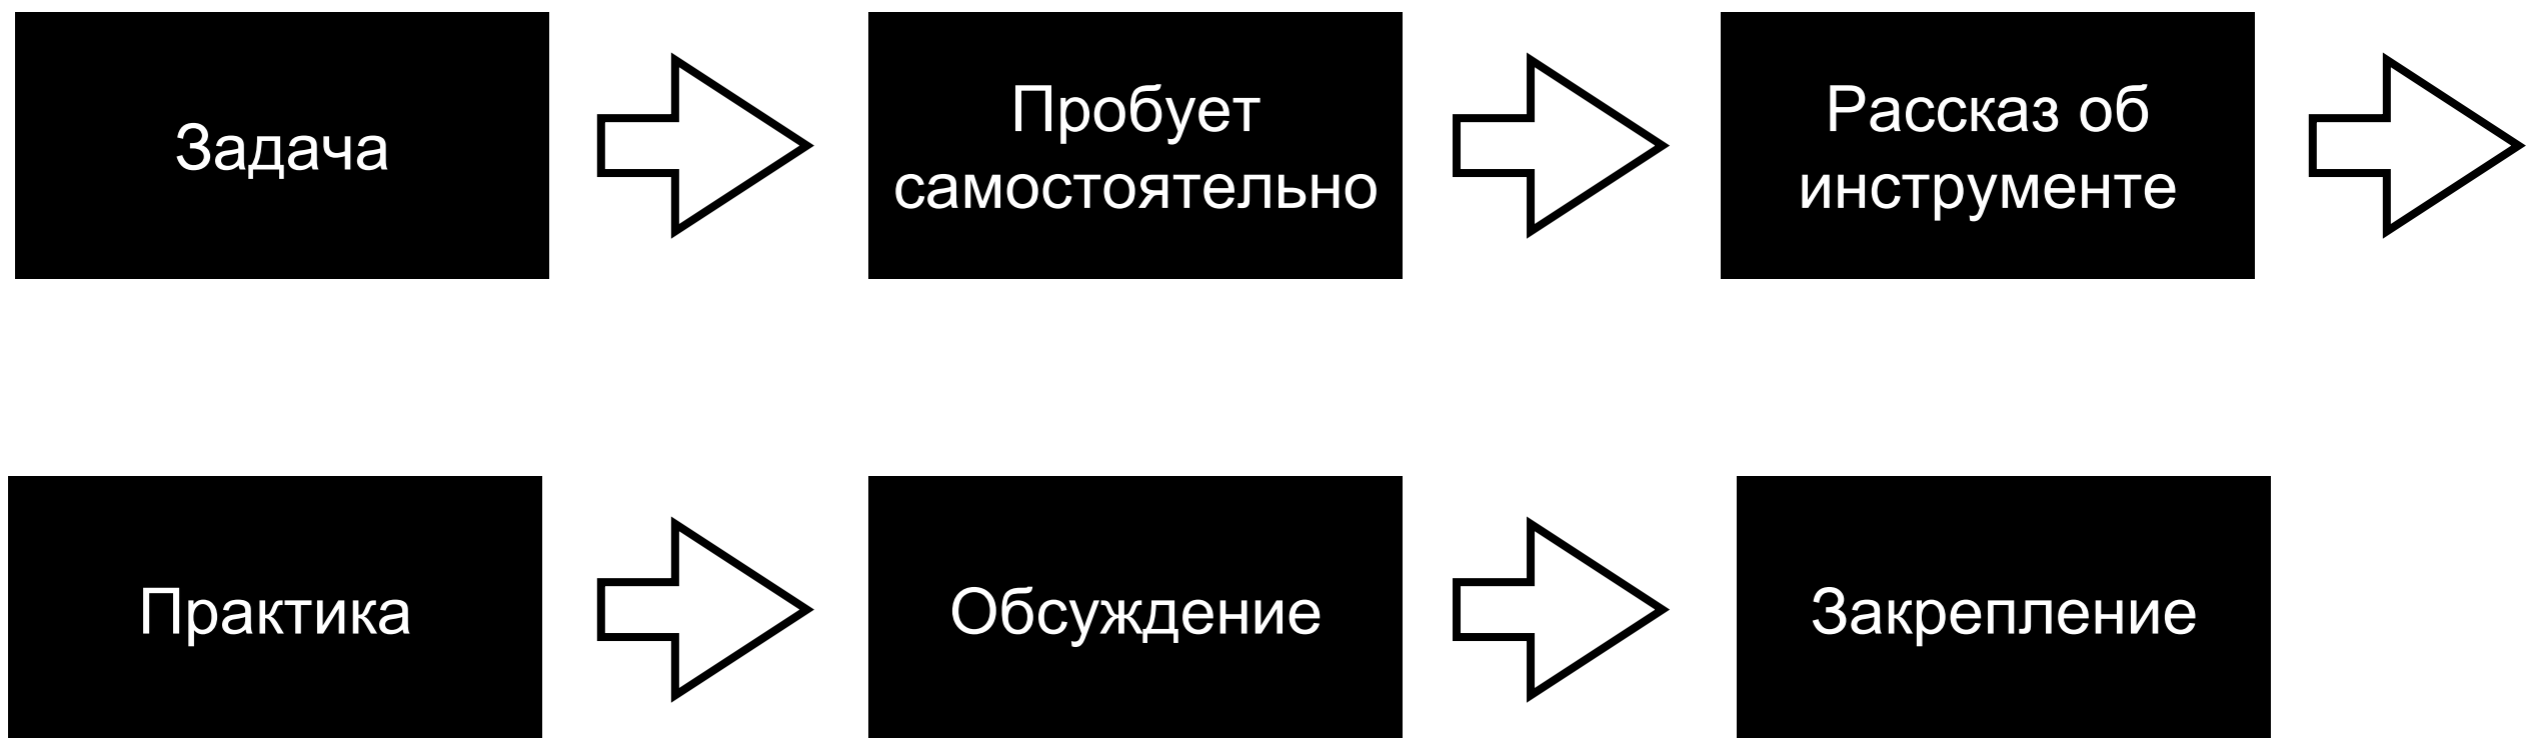 Задача
Пробует
самостоятельно
Рассказ об
инструменте
Практика
Обсуждение
Закрепление